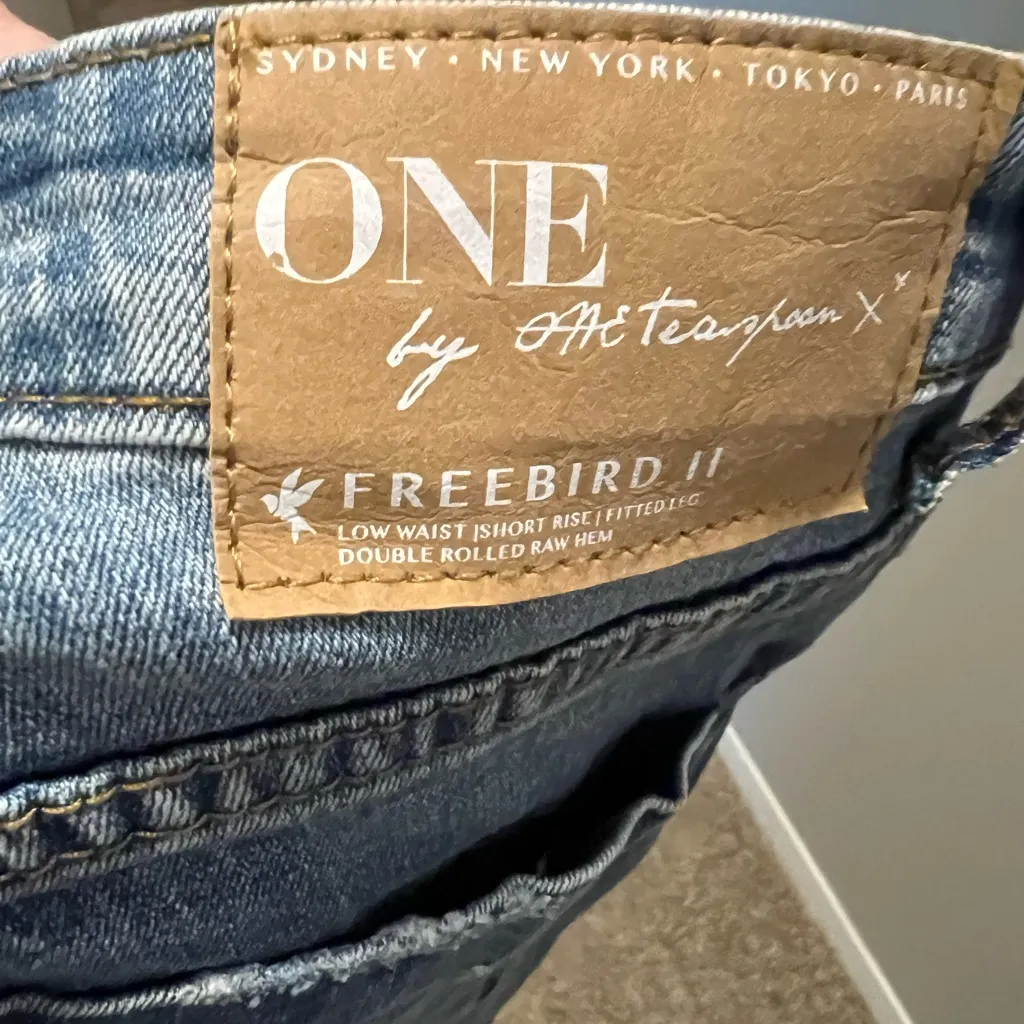 SYDNEY • NEW YORK • TOKYO • PARIS
ONE
by One Teaspoon X x
FREEBIRD II
LOW WAIST | SHORT RISE | FITTED LEG
DOUBLE ROLLED RAW HEM